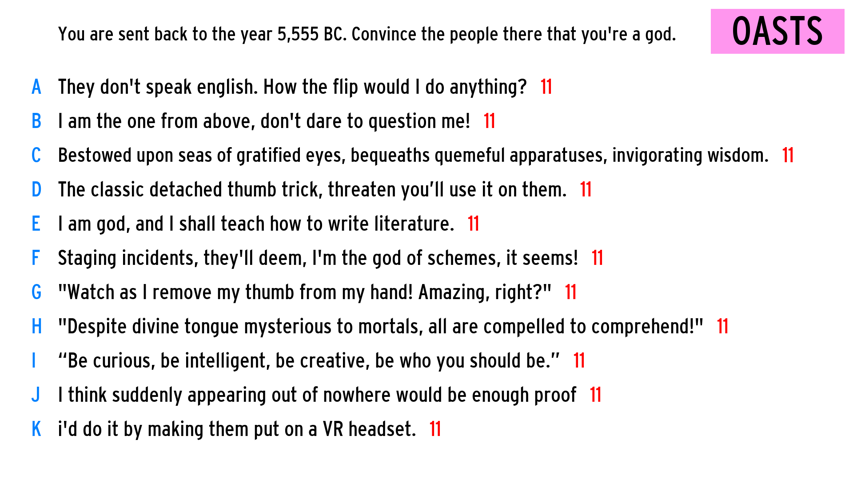 You are sent back to the year 5,555 BC. Convince the people there that you're a god.
OASTS
A They don't speak english. How the flip would I do anything? 11
B I am the one from above, don't dare to question me! 11
C Bestowed upon seas of gratified eyes, bequeaths quemeful apparatuses, invigorating wisdom. 11
D The classic detached thumb trick, threaten you’ll use it on them. 11
E I am god, and I shall teach how to write literature. 11
F Staging incidents, they'll deem, I'm the god of schemes, it seems! 11
G "Watch as I remove my thumb from my hand! Amazing, right?" 11
H "Despite divine tongue mysterious to mortals, all are compelled to comprehend!" 11
I “Be curious, be intelligent, be creative, be who you should be.” 11
J I think suddenly appearing out of nowhere would be enough proof 11
K i'd do it by making them put on a VR headset. 11